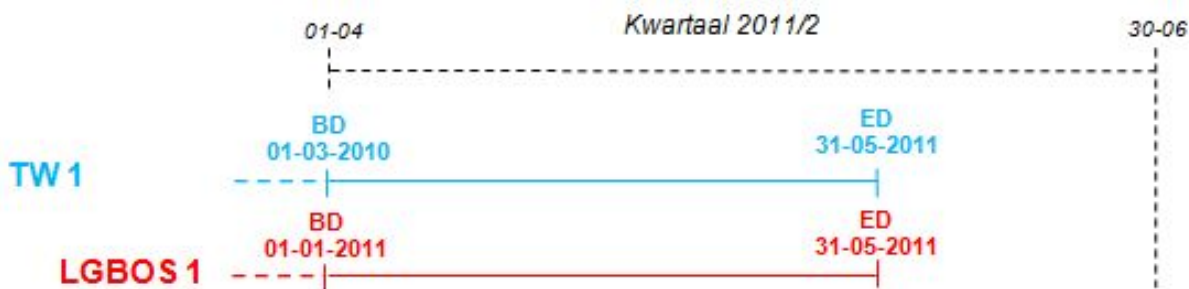 01-04
Kwartaal 2011/2
30-06
BD
01-03-2010
ED
31-05-2011
TW 1
BD
01-01-2011
ED
31-05-2011
LGBOS 1